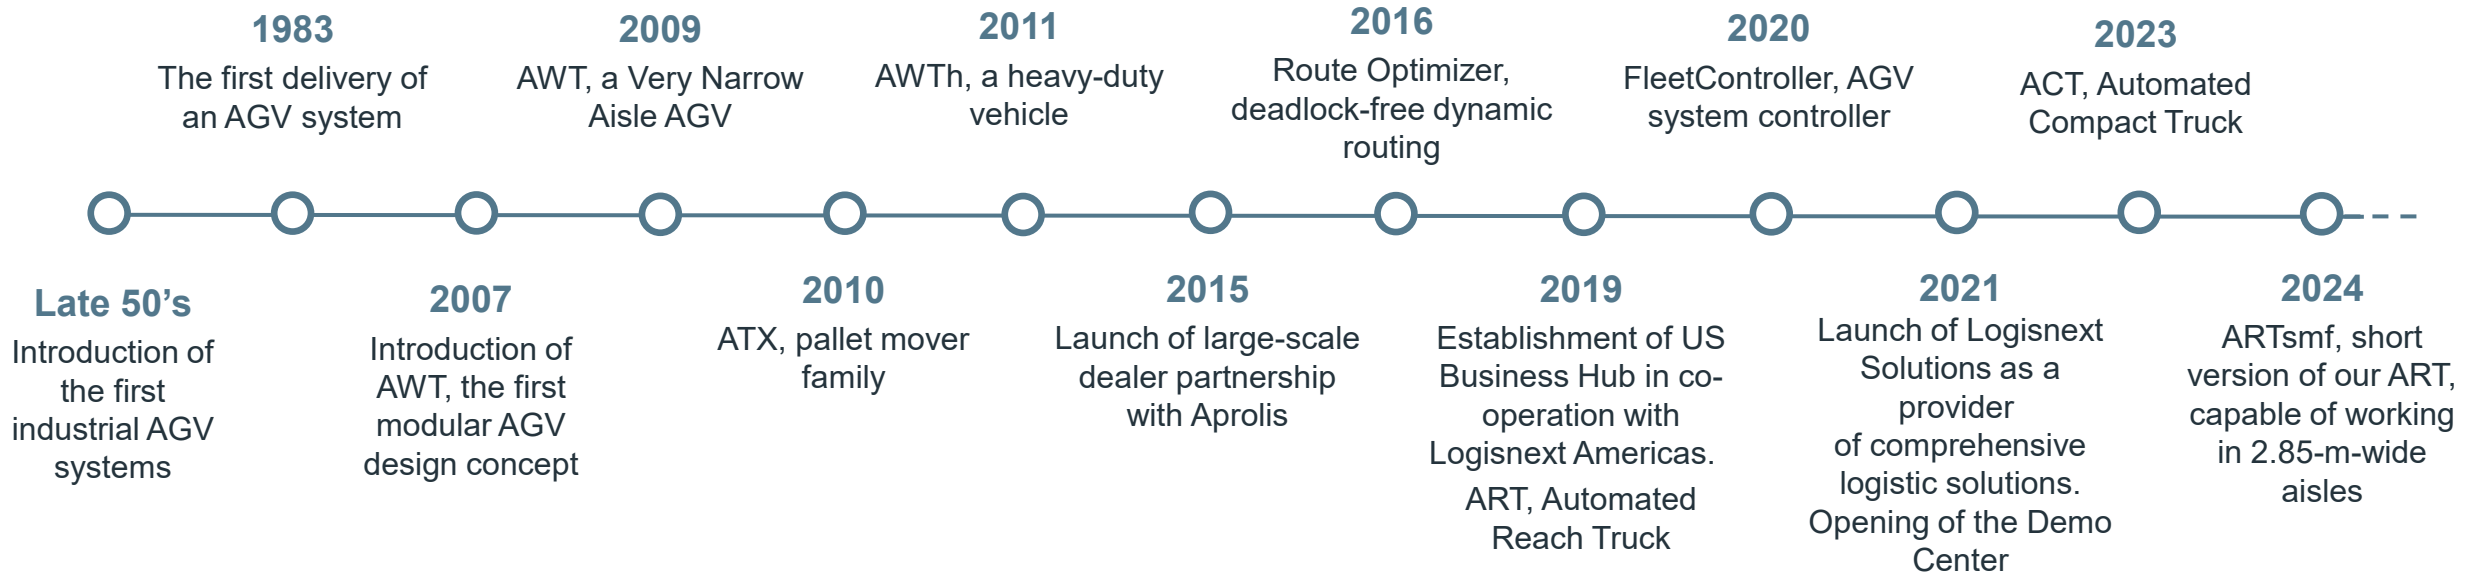 Late 50’s
Introduction of
the first
industrial AGV
systems
1983
The first delivery of
an AGV system
2007
Introduction of
AWT, the first
modular AGV
design concept
2009
AWT, a Very Narrow
Aisle AGV
2010
ATX, pallet mover
family
2011
AWTh, a heavy-duty
vehicle
2015
Launch of large-scale
dealer partnership
with Aprolis
2016
Route Optimizer,
deadlock-free dynamic
routing
2019
Establishment of US
Business Hub in co-
operation with
Logisnext Americas.
ART, Automated
Reach Truck
2020
FleetController, AGV
system controller
2021
Launch of Logisnext
Solutions as a
provider
of comprehensive
logistic solutions.
Opening of the Demo
Center
2023
ACT, Automated
Compact Truck
2024
ARTsmf, short
version of our ART,
capable of working
in 2.85-m-wide
aisles